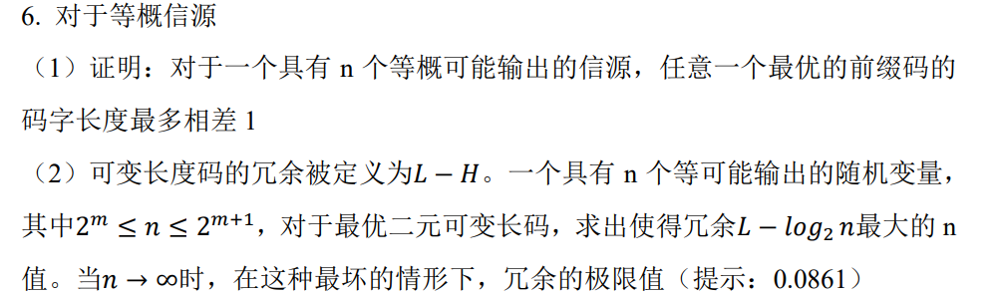 6. 对于等概信源
（1）证明：对于一个具有 n 个等概可能输出的信源，任意一个最优的前缀码的
码字长度最多相差 1
（2）可变长度码的冗余被定义为L − H。一个具有 n 个等可能输出的随机变量，
其中2^m ≤ n ≤ 2^{m+1}，对于最优二元可变长码，求出使得冗余L − log_2 n最大的 n
值。当n → ∞时，在这种最坏的情形下，冗余的极限值（提示：0.0861）